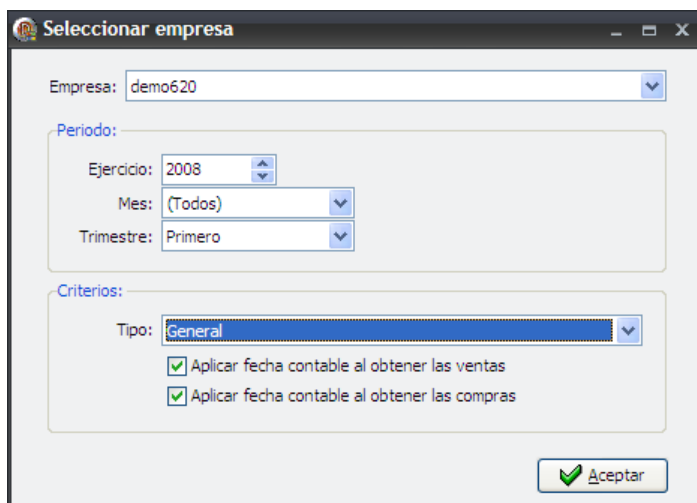 Seleccionar empresa
Empresa: demo620
Periodo:
Ejercicio: 2008
Mes: (Todos)
Trimestre: Primero
Criterios:
Tipo: General
Aplicar fecha contable al obtener las ventas
Aplicar fecha contable al obtener las compras
Aceptar